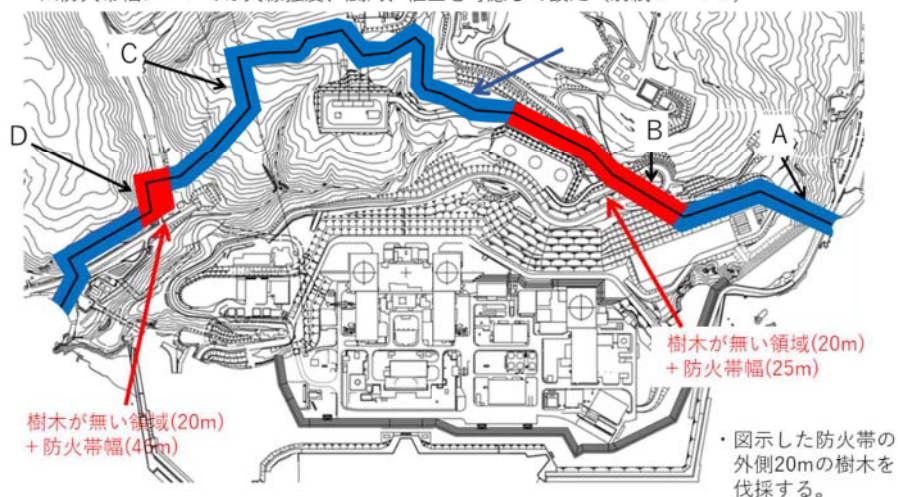 C
D
B
A
樹木が無い領域(20m)
＋防火帯幅(25m)
樹木が無い領域(20m)
＋防火帯幅(46m)
・図示した防火帯の
外側20mの樹木を
伐採する。